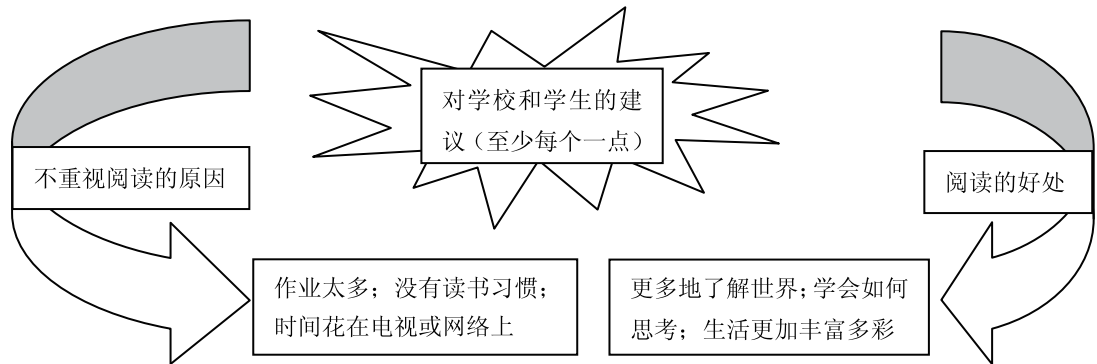 对学校和学生的建
议（至少每个一点）
不重视阅读的原因
阅读的好处
作业太多；没有读书习惯；
时间花在电视或网络上
更多地了解世界；学会如何
思考；生活更加丰富多彩